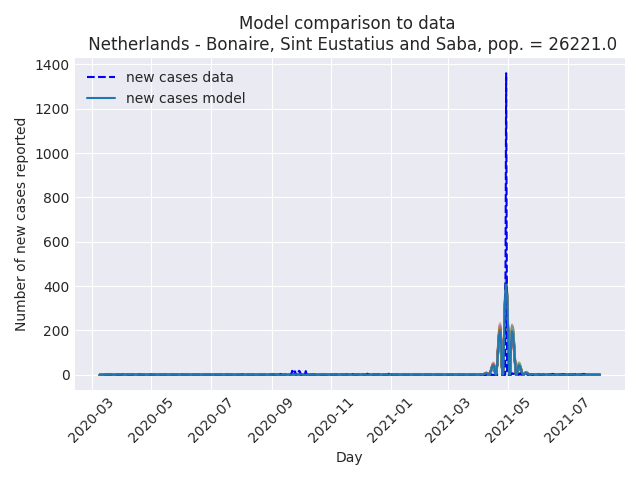 Model comparison to data
Netherlands - Bonaire, Sint Eustatius and Saba, pop. = 26221.0
1400
1200
1000
800
600
400
200
0
Number of new cases reported
new cases data
new cases model
2020-03
2020-05
2020-07
2020-09
2020-11
2021-01
2021-03
2021-05
2021-07
Day